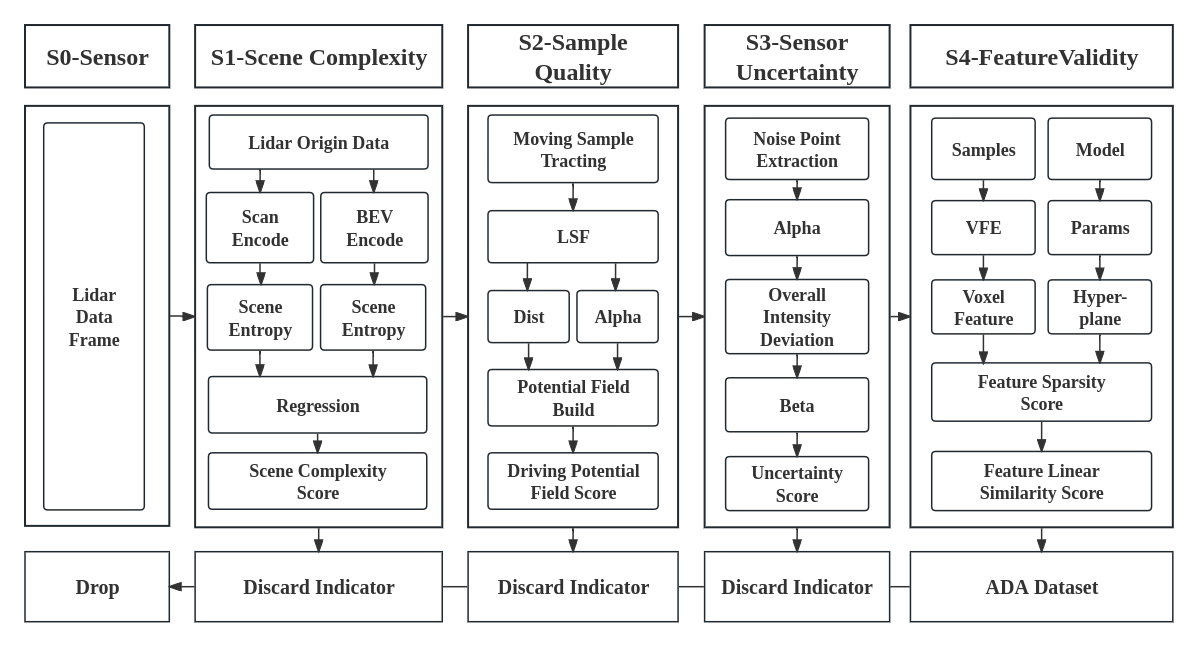 S0-Sensor
S1-Scene Complexity
S2-Sample
Quality
S3-Sensor
Uncertainty
S4-FeatureValidity
Lidar
Data
Frame
Lidar Origin Data
Scan
Encode
BEV
Encode
Scene
Entropy
Scene
Entropy
Regression
Scene Complexity
Score
Moving Sample
Tracting
LSF
Dist
Alpha
Potential Field
Build
Driving Potential
Field Score
Noise Point
Extraction
Alpha
Overall
Intensity
Deviation
Beta
Uncertainty
Score
Samples
Model
VFE
Params
Voxel
Feature
Hyper-
plane
Feature Sparsity
Score
Feature Linear
Similarity Score
Drop
Discard Indicator
Discard Indicator
Discard Indicator
ADA Dataset